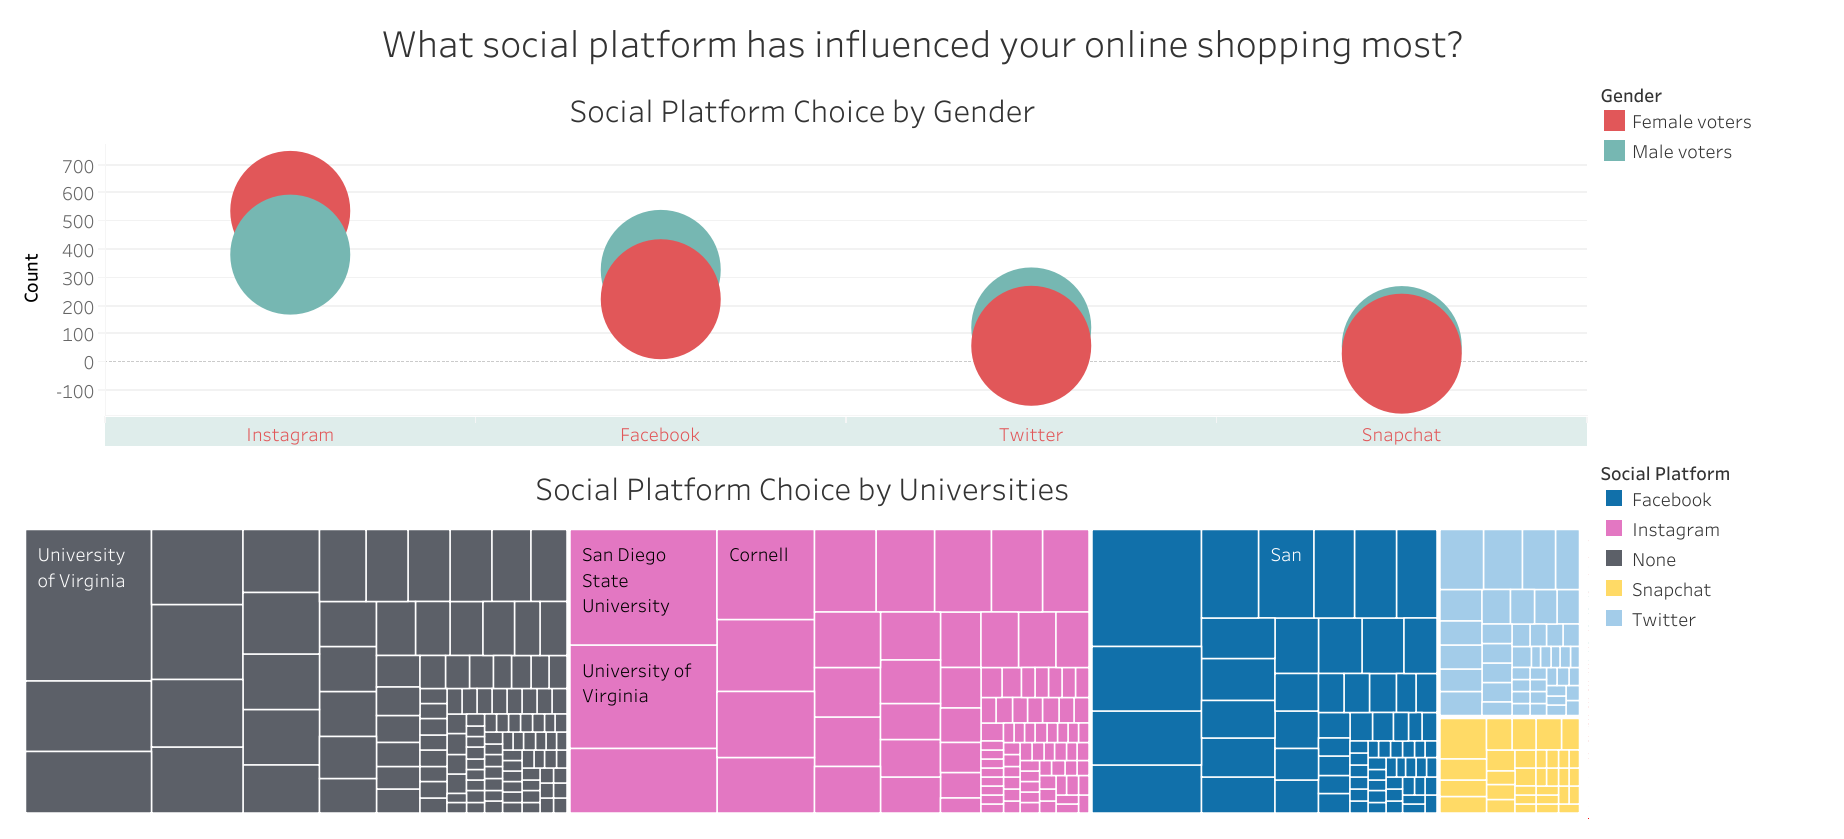 What social platform has influenced your online shopping most?
Social Platform Choice by Gender
Gender
Female voters
Male voters
Count
700
600
500
400
300
200
100
0
-100
Instagram
Facebook
Twitter
Snapchat
Social Platform Choice by Universities
Social Platform
Facebook
Instagram
None
Snapchat
Twitter
University
of Virginia
San Diego
State
University
University of
Virginia
Cornell
San